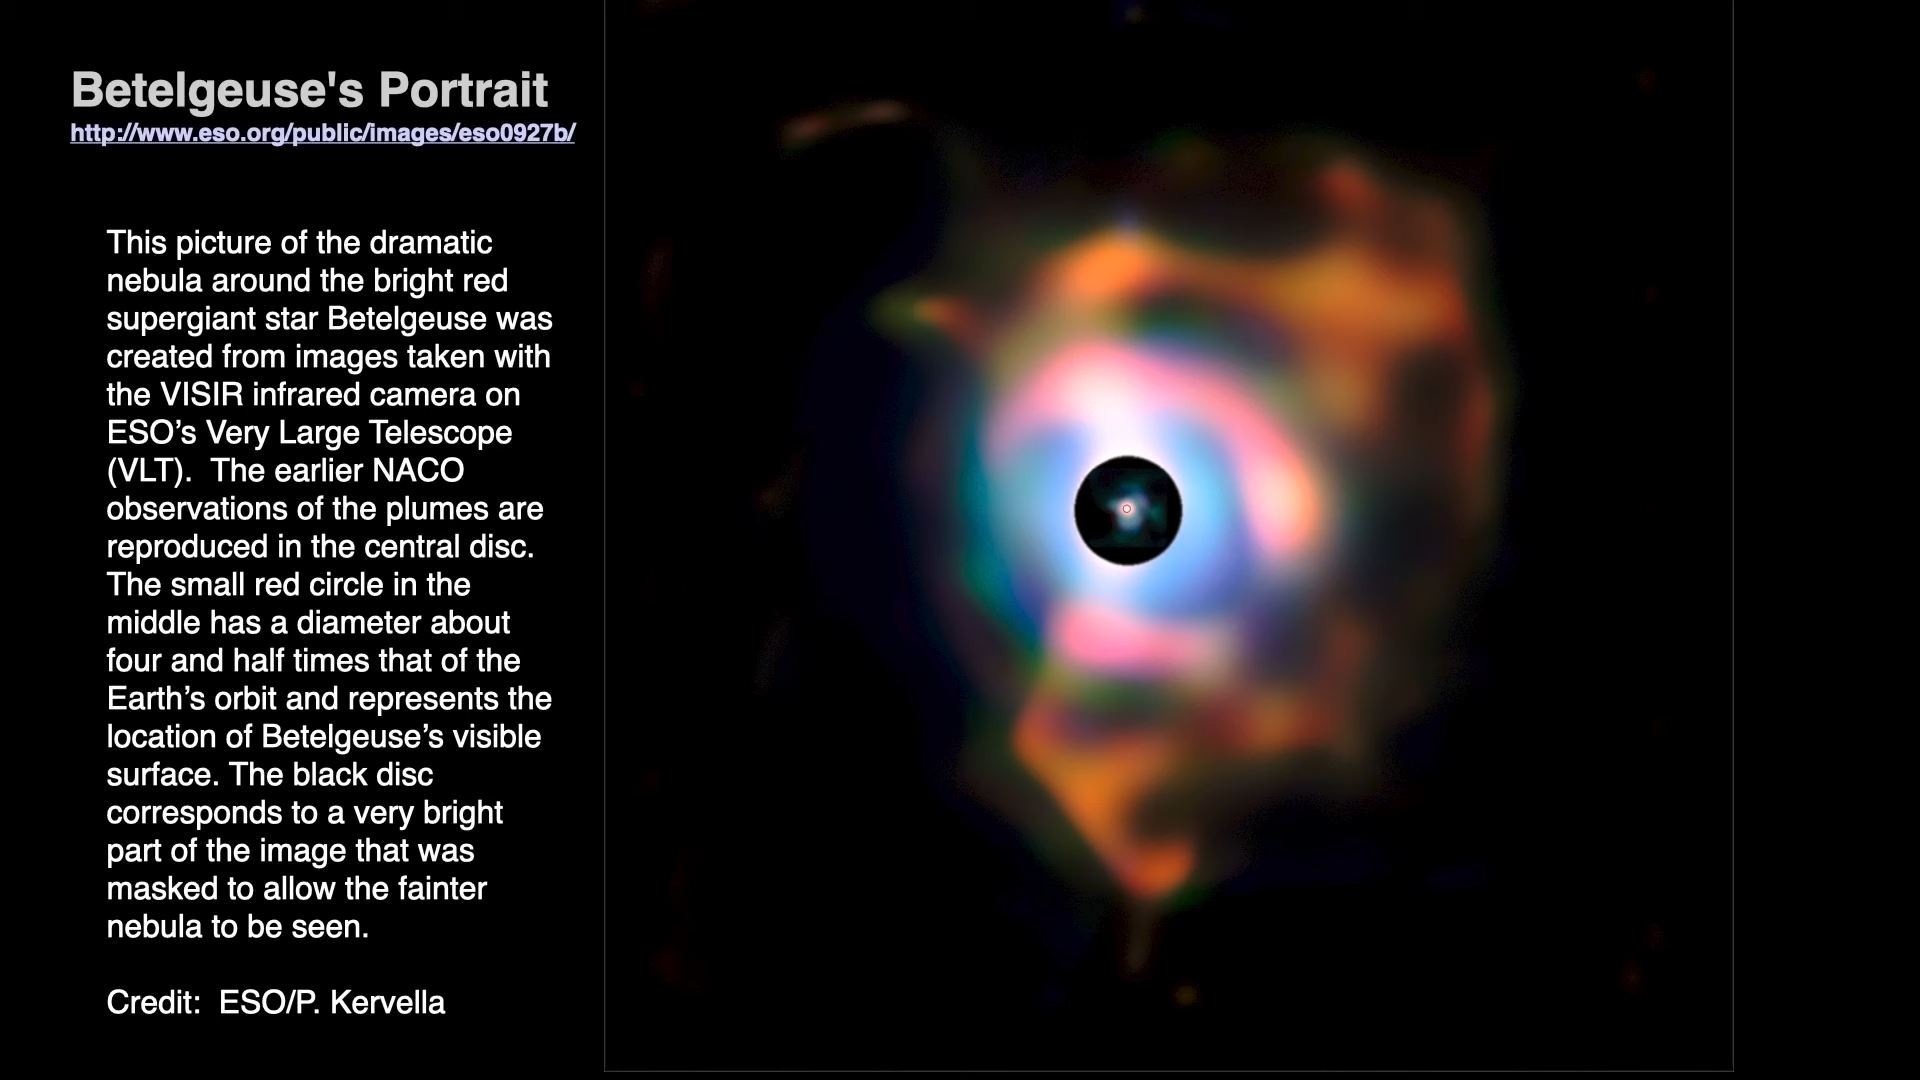 Betelgeuse's Portrait
http://www.eso.org/public/images/eso0927b/
This picture of the dramatic
nebula around the bright red
supergiant star Betelgeuse was
created from images taken with
the VISIR infrared camera on
ESO’s Very Large Telescope
(VLT).  The earlier NACO
observations of the plumes are
reproduced in the central disc.
The small red circle in the
middle has a diameter about
four and half times that of the
Earth’s orbit and represents the
location of Betelgeuse’s visible
surface. The black disc
corresponds to a very bright
part of the image that was
masked to allow the fainter
nebula to be seen.
Credit:  ESO/P. Kervella